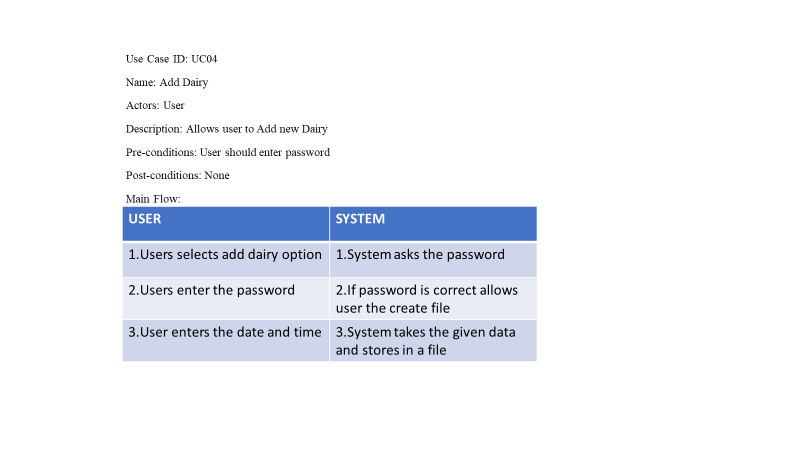 Use Case ID: UC04
Name: Add Dairy
Actors: User
Description: Allows user to Add new Dairy
Pre-conditions: User should enter password
Post-conditions: None
Main Flow:
USER
SYSTEM
1.Users selects add dairy option
1.System asks the password
2.Users enter the password
2.If password is correct allows
user the create file
3.User enters the date and time
3.System takes the given data
and stores in a file